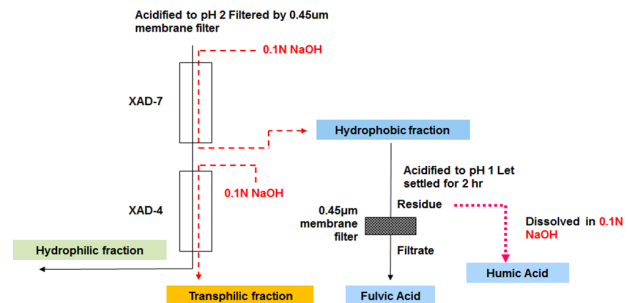 Acidified to pH 2 Filtered by 0.45um
membrane filter
0.1N NaOH
XAD-7
Hydrophobic fraction
Acidified to pH 1 Let
settled for 2 hr
XAD-4
0.1N NaOH
Residue
0.45μm
membrane
filter
Dissolved in 0.1N
NaOH
Filtrate
Hydrophilic fraction
Humic Acid
Transphilic fraction
Fulvic Acid